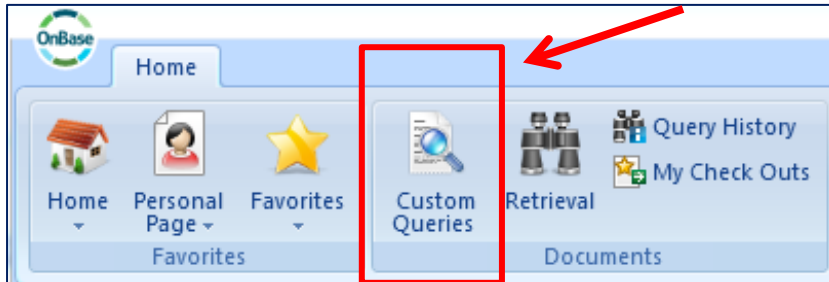 OnBase
Home
Query History
My Check Outs
Home
Personal
Page
Favorites
Custom
Queries
Retrieval
Favorites
Documents